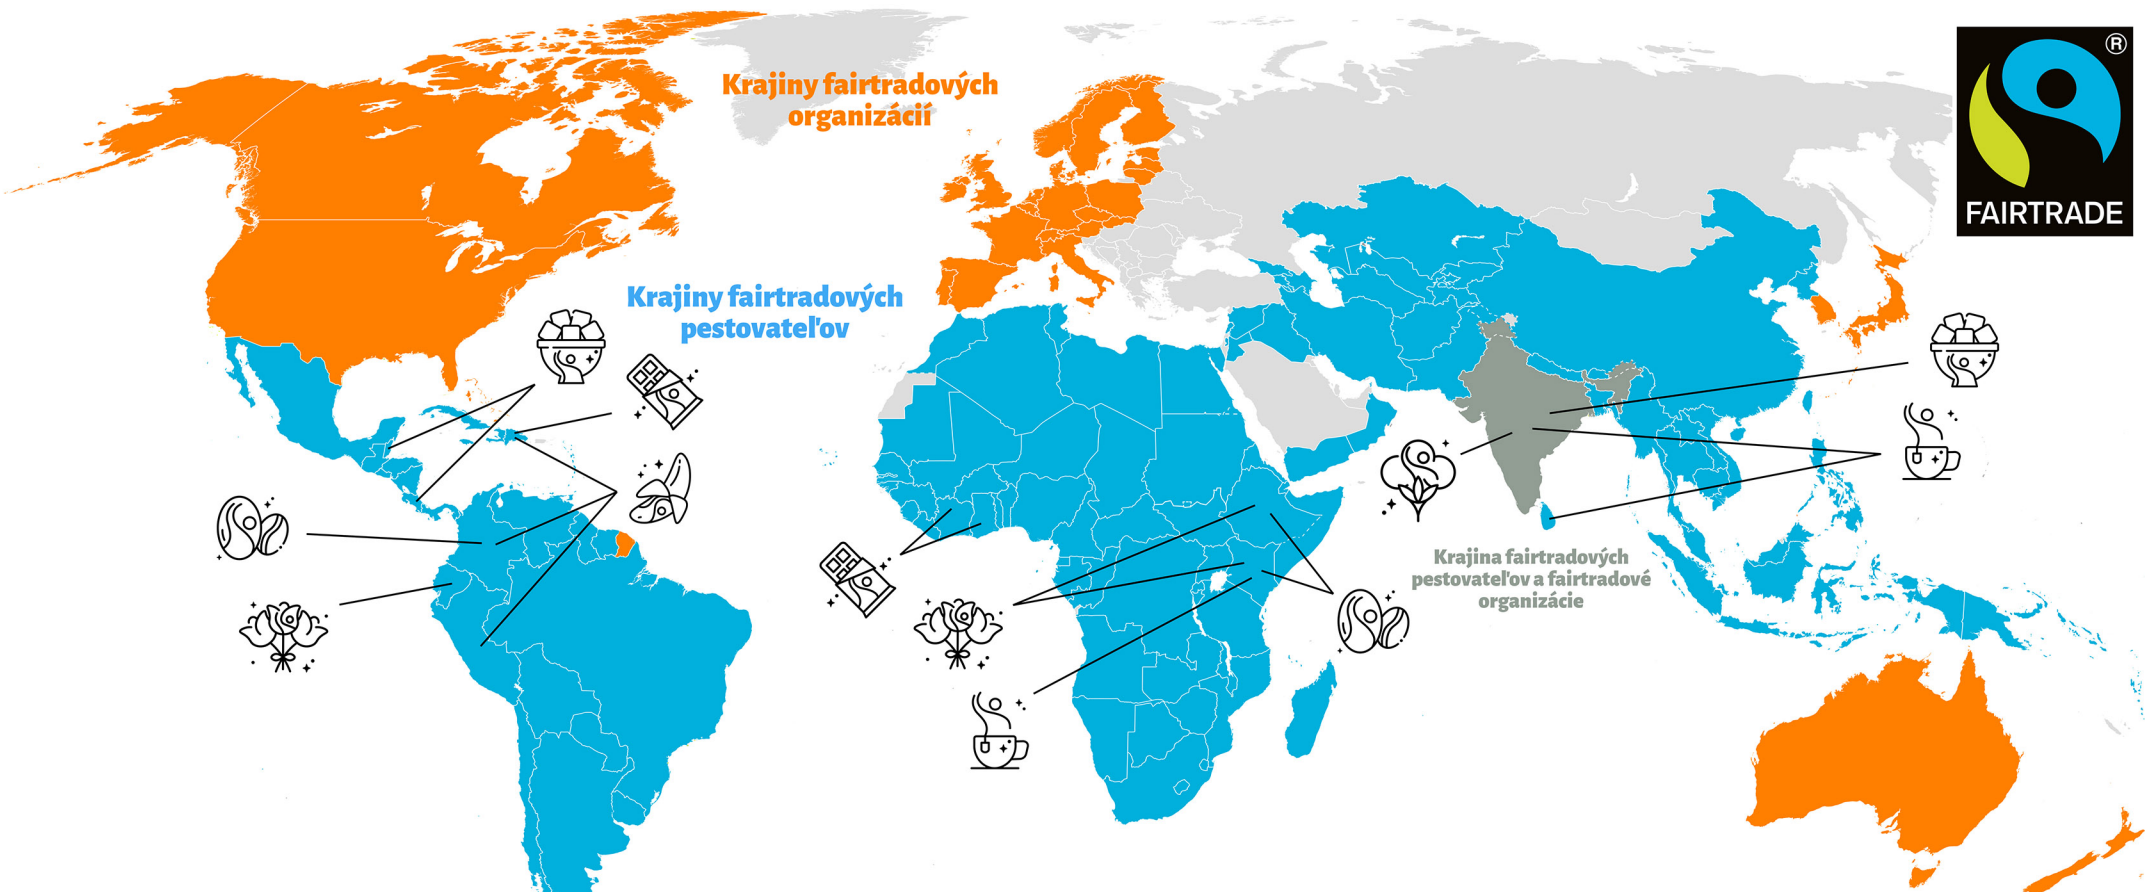 Krajiny fairtradových
organizácií
Krajiny fairtradových
pestovateľov
Krajina fairtradových
pestovateľov a fairtradové
organizácie
®
FAIRTRADE